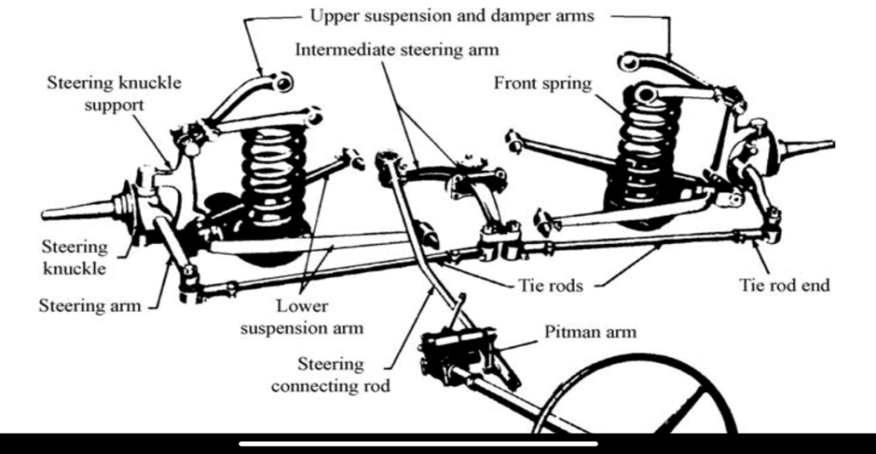 Upper suspension and damper arms
Intermediate steering arm
Steering knuckle
support
Front spring
Steering
knuckle
Steering arm
Lower
suspension arm
Tie rods
Tie rod end
Pitman arm
Steering
connecting rod